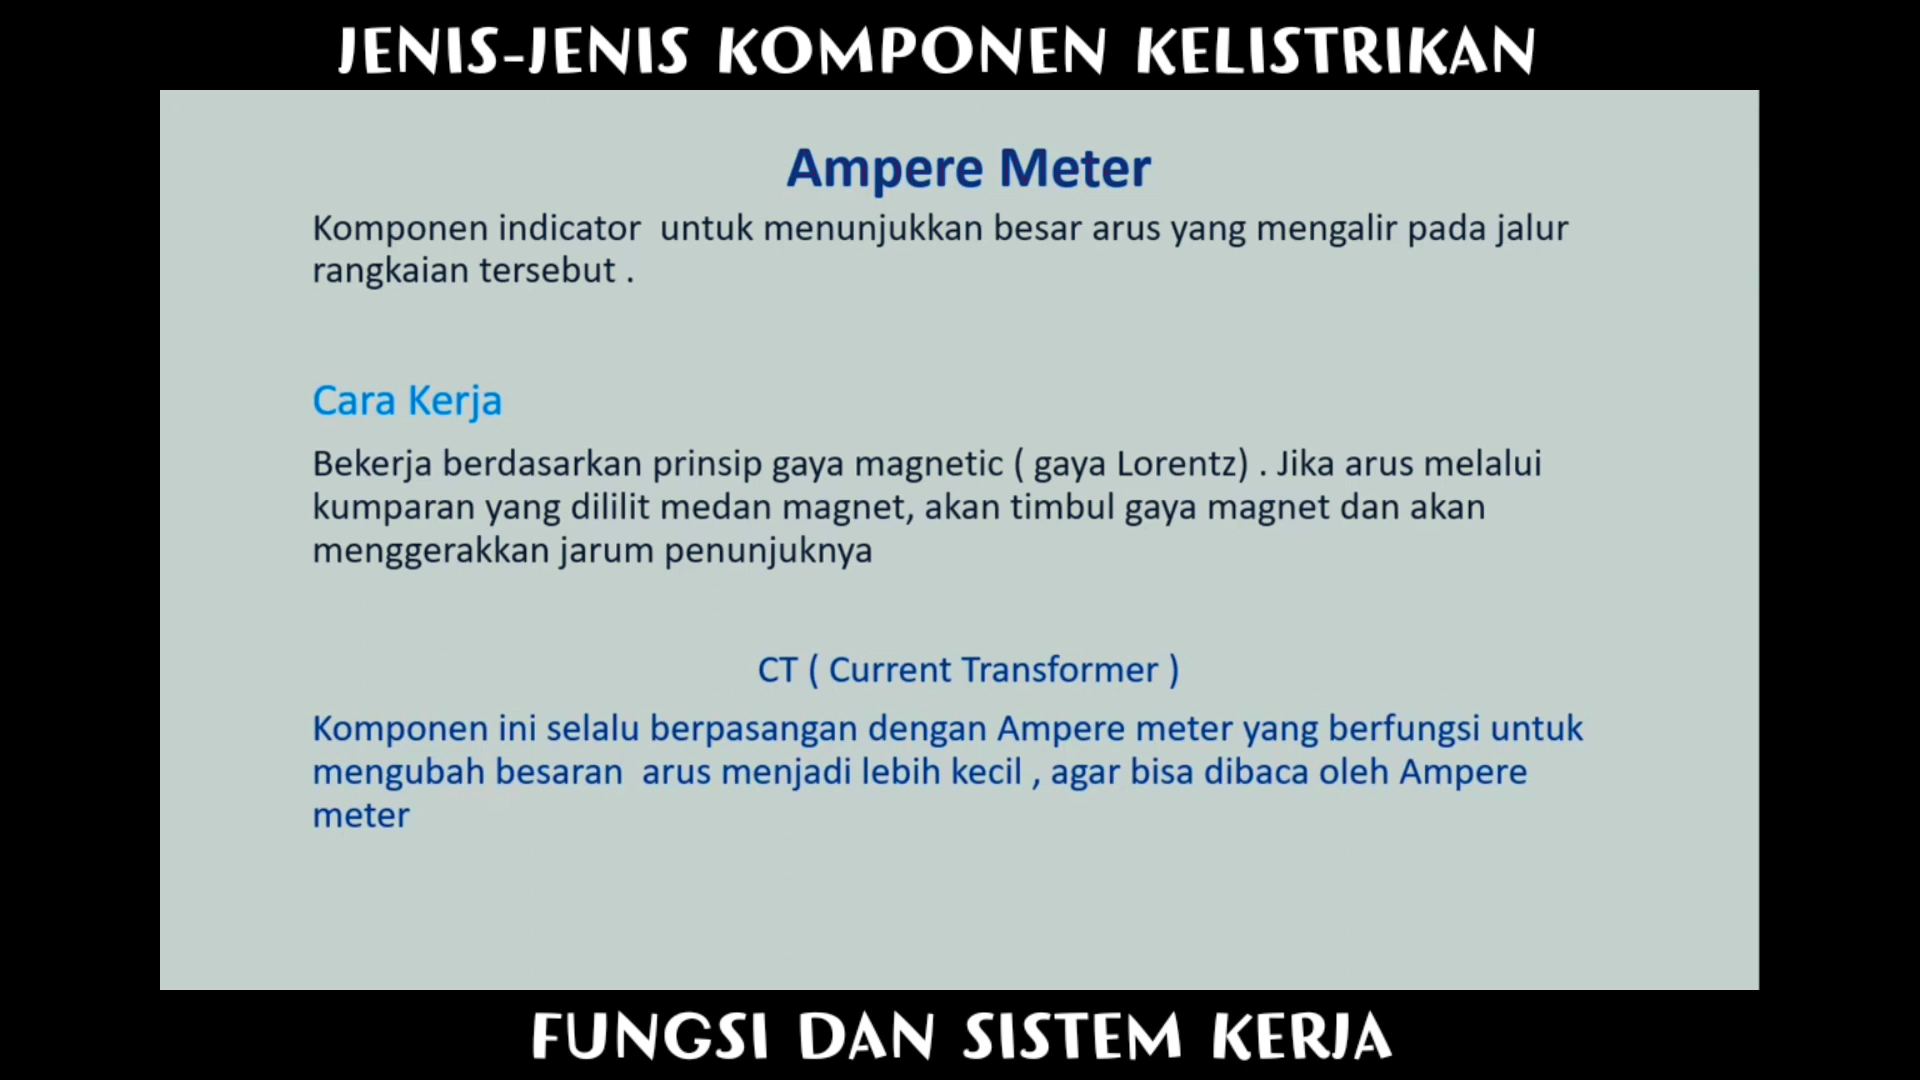 JENIS-JENIS KOMPONEN KELISTRIKAN
Ampere Meter
Komponen indicator  untuk menunjukkan besar arus yang mengalir pada jalur
rangkaian tersebut .
Cara Kerja
Bekerja berdasarkan prinsip gaya magnetic ( gaya Lorentz) . Jika arus melalui
kumparan yang dililit medan magnet, akan timbul gaya magnet dan akan
menggerakkan jarum penunjuknya
CT ( Current Transformer )
Komponen ini selalu berpasangan dengan Ampere meter yang berfungsi untuk
mengubah besaran  arus menjadi lebih kecil , agar bisa dibaca oleh Ampere
meter
FUNGSI DAN SISTEM KERJA